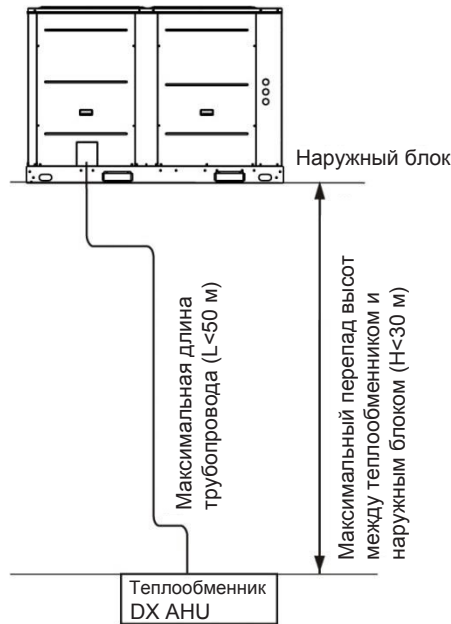 Наружный блок
Максимальная длина
трубопровода (L<50 м)
Максимальный перепад высот
между теплообменником и
наружным блоком (H<30 м)
Теплообменник
DX AHU